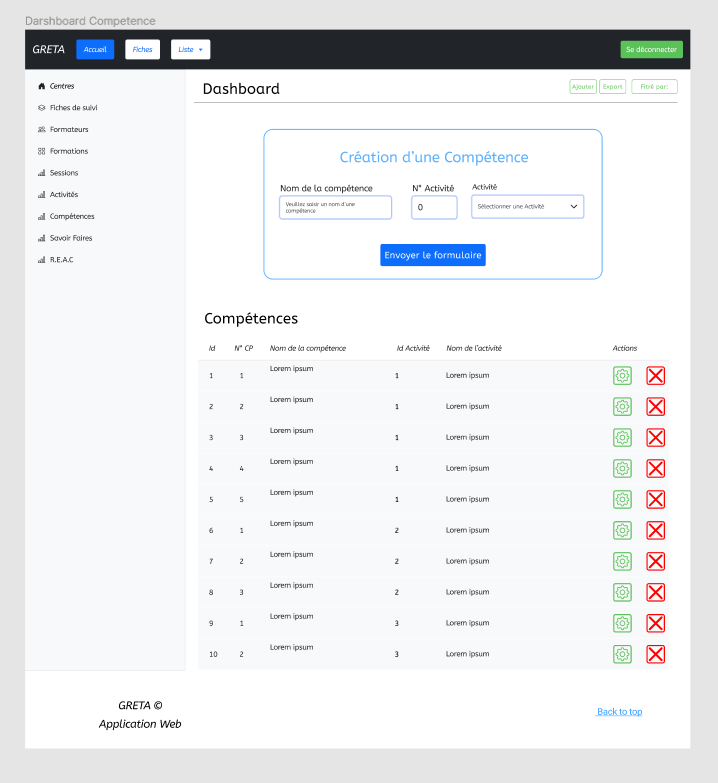 Darshboard Competence
GRETA Accueil Fiches Liste Se déconnecter
Centres
Fiches de suivi
Formateurs
Formations
Sessions
Activités
Compétences
Savoir Faires
R.E.A.C
Dashboard Ajouter Export Filtré par:
Création d'une Compétence
Nom de la compétence N° Activité Activité
Veuillez saisir un nom d'une
compétence
0 Sélectionner une Activité
Envoyer le formulaire
Compétences
Id N° CP Nom de la compétence Id Activité Nom de l'activité Actions
1 1 Lorem ipsum 1 Lorem ipsum
2 2 Lorem ipsum 1 Lorem ipsum
3 3 Lorem ipsum 1 Lorem ipsum
4 4 Lorem ipsum 1 Lorem ipsum
5 5 Lorem ipsum 1 Lorem ipsum
6 1 Lorem ipsum 2 Lorem ipsum
7 2 Lorem ipsum 2 Lorem ipsum
8 3 Lorem ipsum 2 Lorem ipsum
9 1 Lorem ipsum 3 Lorem ipsum
10 2 Lorem ipsum 3 Lorem ipsum
GRETA ©
Application Web
Back to top